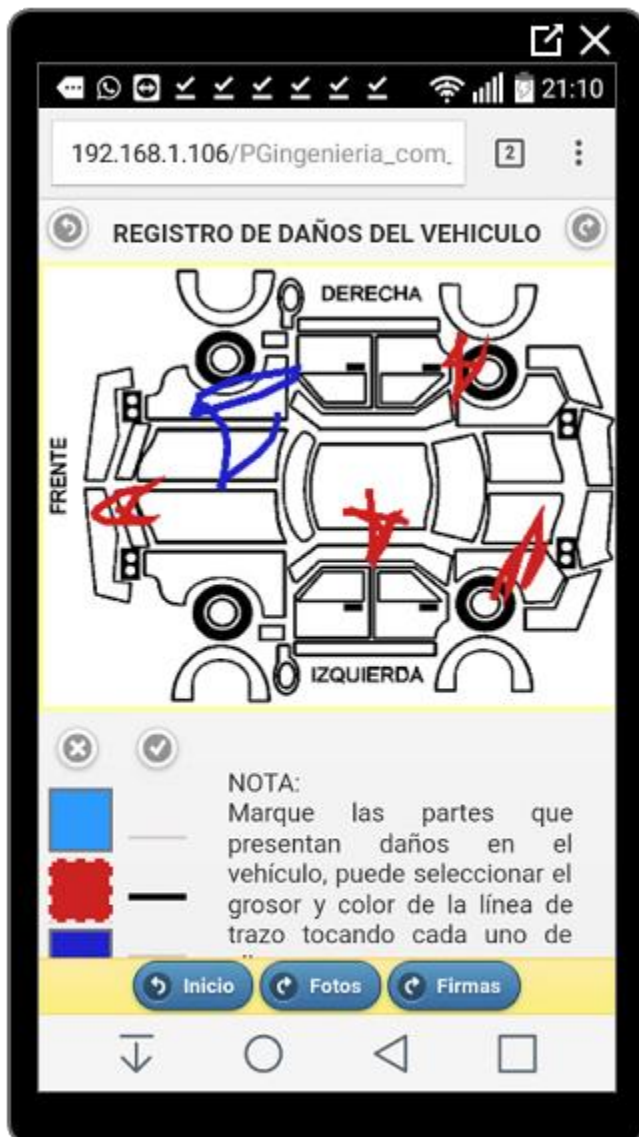 21:10
192.168.1.106/PGingenieria_com_
2
REGISTRO DE DAÑOS DEL VEHICULO
DERECHA
FRENTE
IZQUIERDA
NOTA:
Marque las partes que
presentan daños en el
vehículo, puede seleccionar el
grosor y color de la línea de
trazo tocando cada uno de
Inicio
Fotos
Firmas